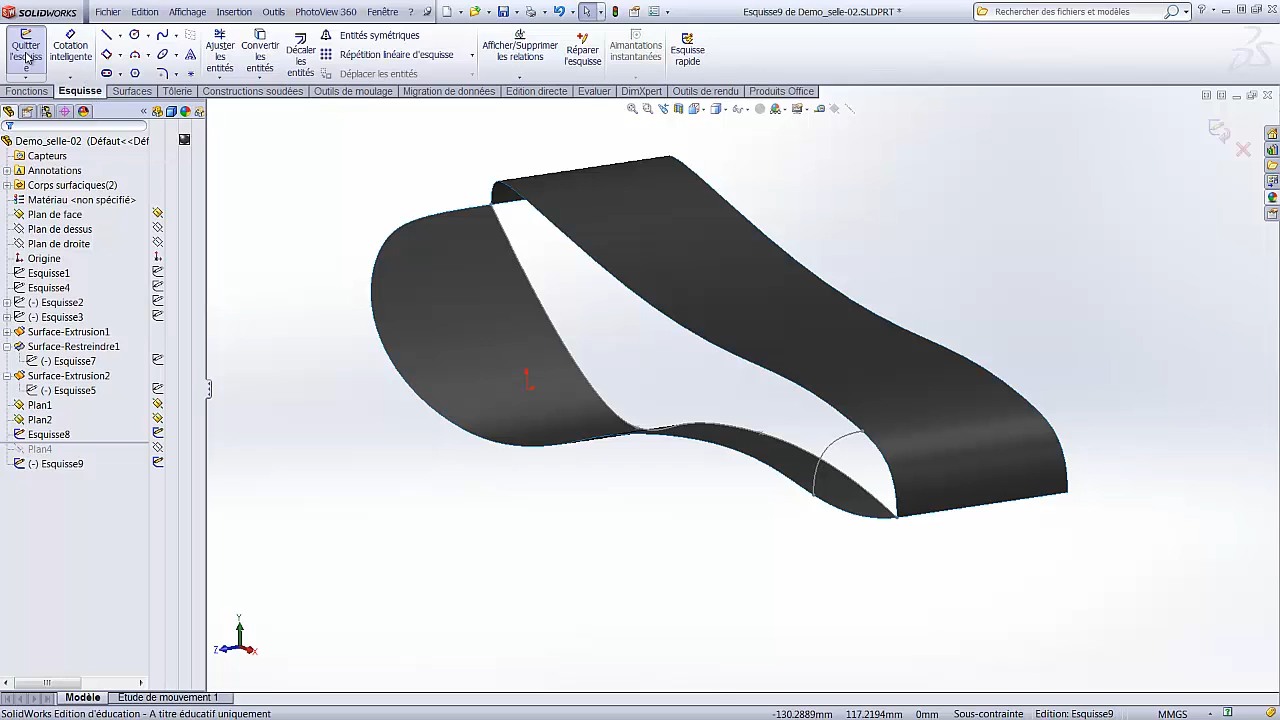 SOLIDWORKS
Fichier Edition Affichage Insertion Outils PhotoView 360 Fenêtre ?
Esquisse9 de Demo_selle-02.SLDPRT *
Rechercher des fichiers et modèles
Quitter l'esquisse
Cotation intelligente
Ajuster les entités
Convertir les entités
Décaler les entités
Entités symétriques
Répétition linéaire d'esquisse
Déplacer les entités
Afficher/Supprimer les relations
Réparer l'esquisse
Aimantations instantanées
Esquisse rapide
Fonctions Esquisse Surfaces Tôlerie Constructions soudées Outils de moulage Migration de données Edition directe Evaluer DimXpert Outils de rendu Produits Office
Demo_selle-02 (Défaut<<Déf
Capteurs
Annotations
Corps surfaciques(2)
Matériau <non spécifié>
Plan de face
Plan de dessus
Plan de droite
Origine
Esquisse1
Esquisse4
(-) Esquisse2
(-) Esquisse3
Surface-Extrusion1
Surface-Restreindre1
(-) Esquisse7
Surface-Extrusion2
(-) Esquisse5
Plan1
Plan2
Esquisse8
Plan4
(-) Esquisse9
Y
Z
X
Modèle Etude de mouvement 1
SolidWorks Edition d'éducation - A titre éducatif uniquement
-130.2889mm 117.2194mm 0mm Sous-contrainte Edition: Esquisse9 MMGS